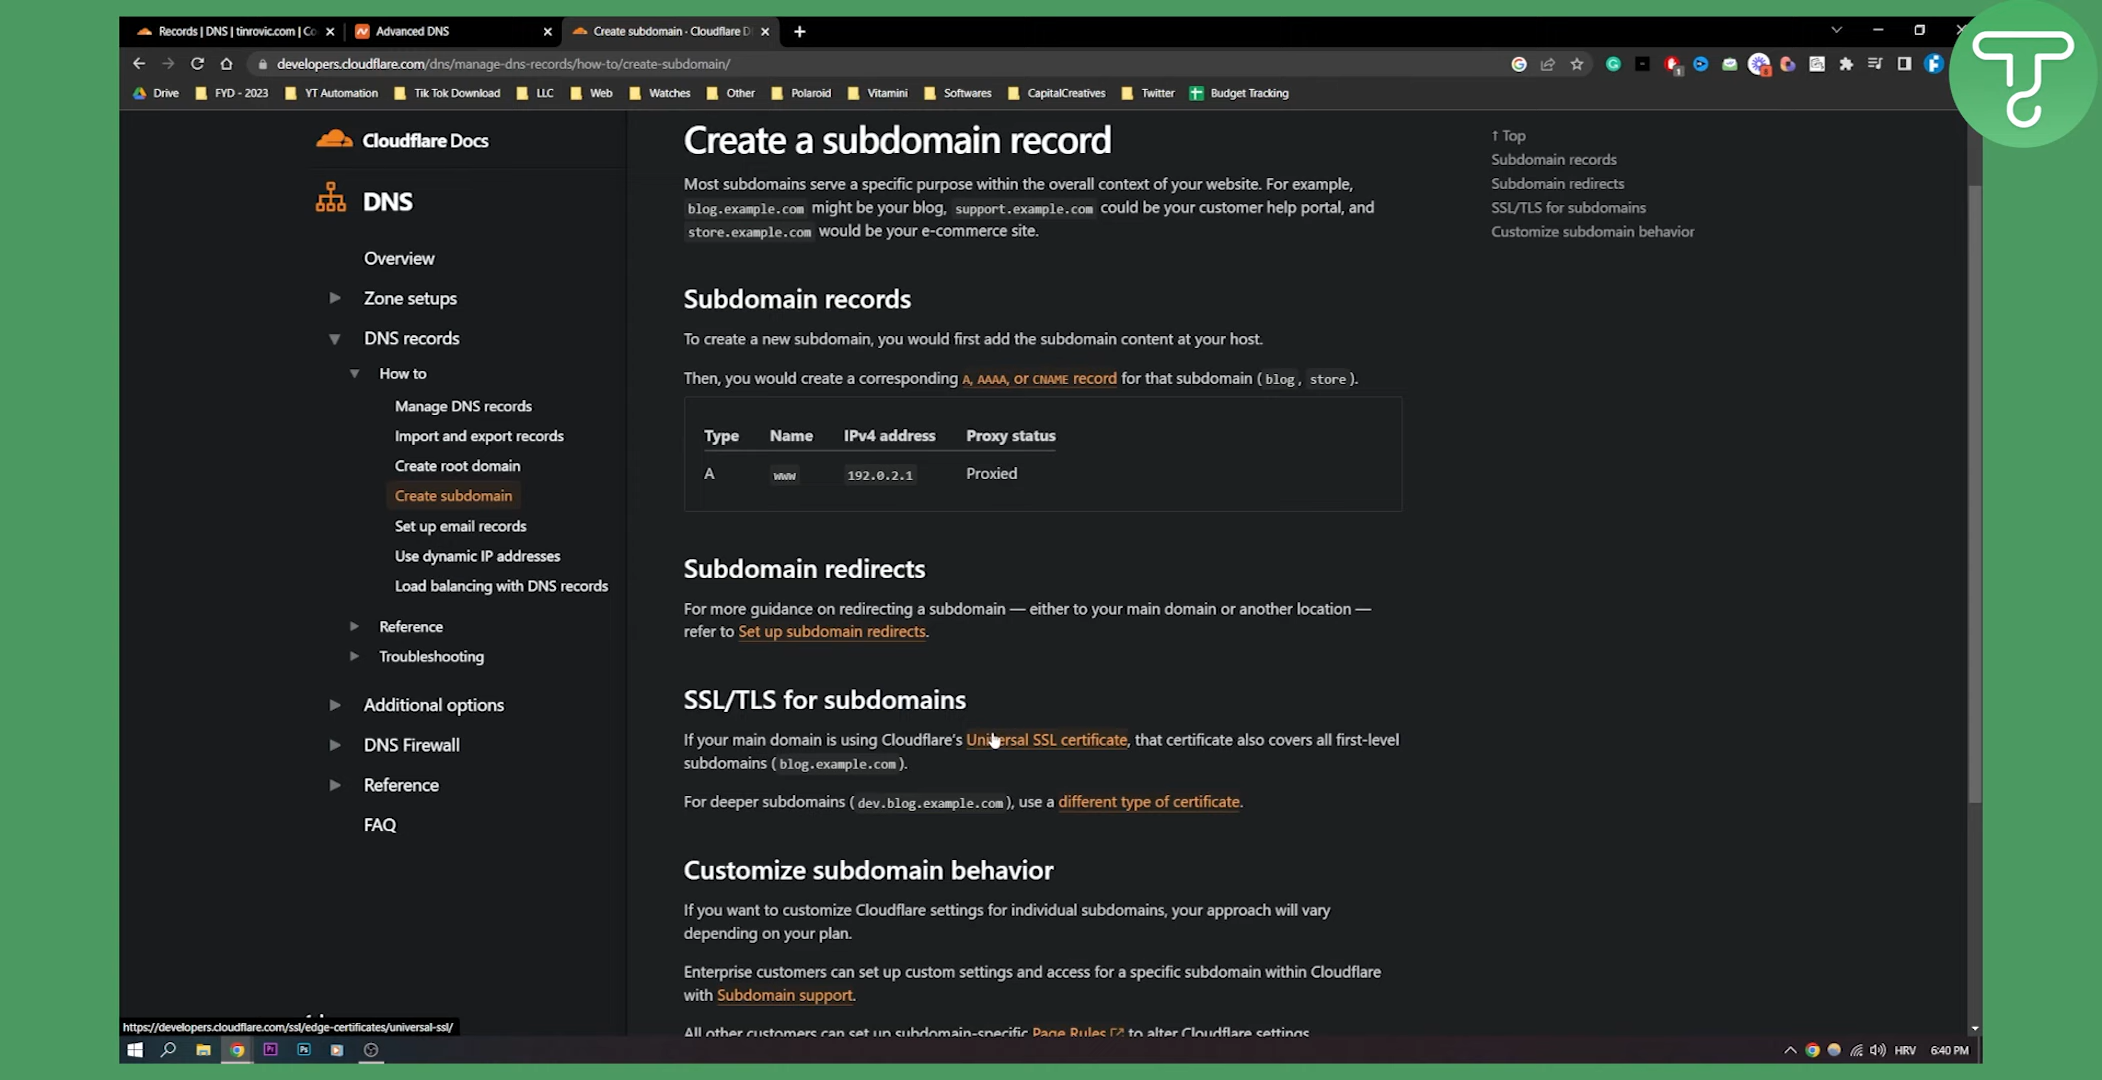 Records | DNS | tinrovic.com | Co
Advanced DNS
Create subdomain · Cloudflare D
developers.cloudflare.com/dns/manage-dns-records/how-to/create-subdomain/
Drive
FYD - 2023
YT Automation
Tik Tok Download
LLC
Web
Watches
Other
Polaroid
Vitamini
Softwares
CapitalCreatives
Twitter
Budget Tracking
Cloudflare Docs
DNS
Overview
Zone setups
DNS records
How to
Manage DNS records
Import and export records
Create root domain
Create subdomain
Set up email records
Use dynamic IP addresses
Load balancing with DNS records
Reference
Troubleshooting
Additional options
DNS Firewall
Reference
FAQ
Create a subdomain record
Most subdomains serve a specific purpose within the overall context of your website. For example,
blog.example.com might be your blog, support.example.com could be your customer help portal, and
store.example.com would be your e-commerce site.
Subdomain records
To create a new subdomain, you would first add the subdomain content at your host.
Then, you would create a corresponding A, AAAA, or CNAME record for that subdomain ( blog, store ).
Type Name IPv4 address Proxy status
A www 192.0.2.1 Proxied
Subdomain redirects
For more guidance on redirecting a subdomain — either to your main domain or another location —
refer to Set up subdomain redirects.
SSL/TLS for subdomains
If your main domain is using Cloudflare's Universal SSL certificate, that certificate also covers all first-level
subdomains ( blog.example.com ).
For deeper subdomains ( dev.blog.example.com ), use a different type of certificate.
Customize subdomain behavior
If you want to customize Cloudflare settings for individual subdomains, your approach will vary
depending on your plan.
Enterprise customers can set up custom settings and access for a specific subdomain within Cloudflare
with Subdomain support.
All other customers can set up subdomain-specific Page Rules to alter Cloudflare settings
↑ Top
Subdomain records
Subdomain redirects
SSL/TLS for subdomains
Customize subdomain behavior
https://developers.cloudflare.com/ssl/edge-certificates/universal-ssl/
HRV
6:40 PM